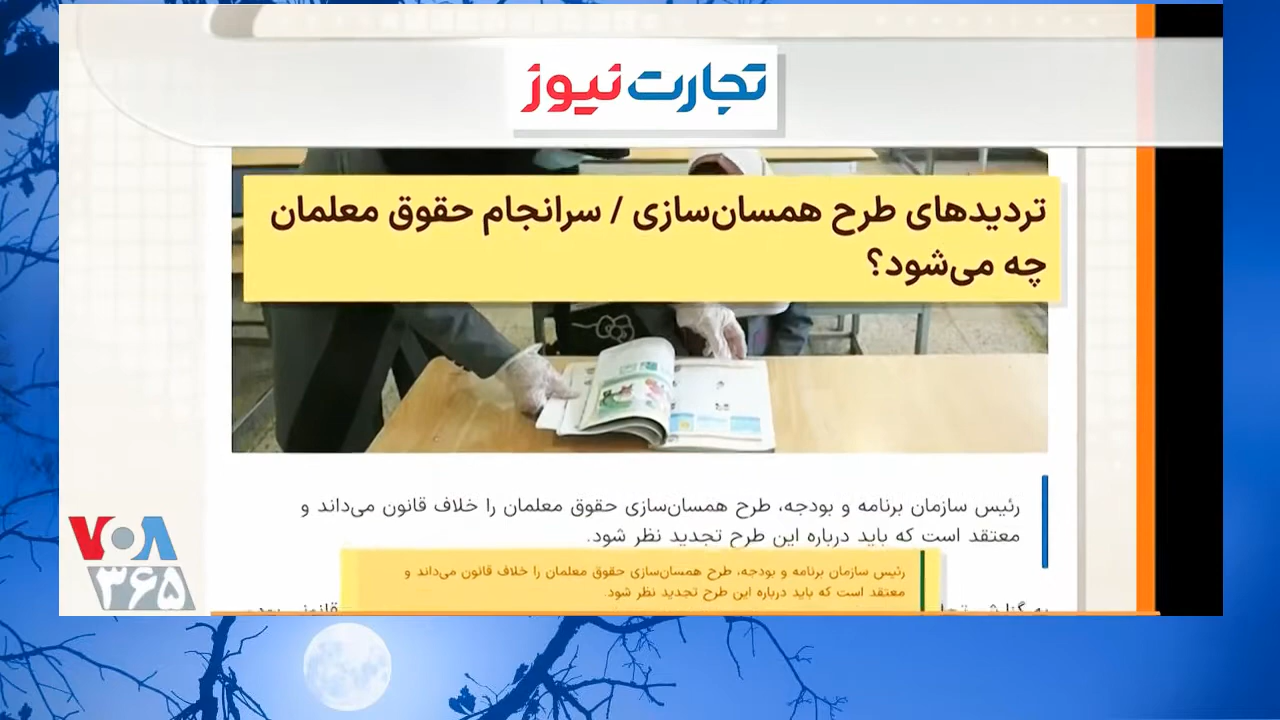 تجارت‌نیوز
تردیدهای طرح همسان‌سازی / سرانجام حقوق معلمان
چه می‌شود؟
رئیس سازمان برنامه و بودجه، طرح همسان‌سازی حقوق معلمان را خلاف قانون می‌داند و
معتقد است که باید درباره این طرح تجدید نظر شود.
رئیس سازمان برنامه و بودجه، طرح همسان‌سازی حقوق معلمان را خلاف قانون می‌داند و
معتقد است که باید درباره این طرح تجدید نظر شود.
VOA
۳۶۵